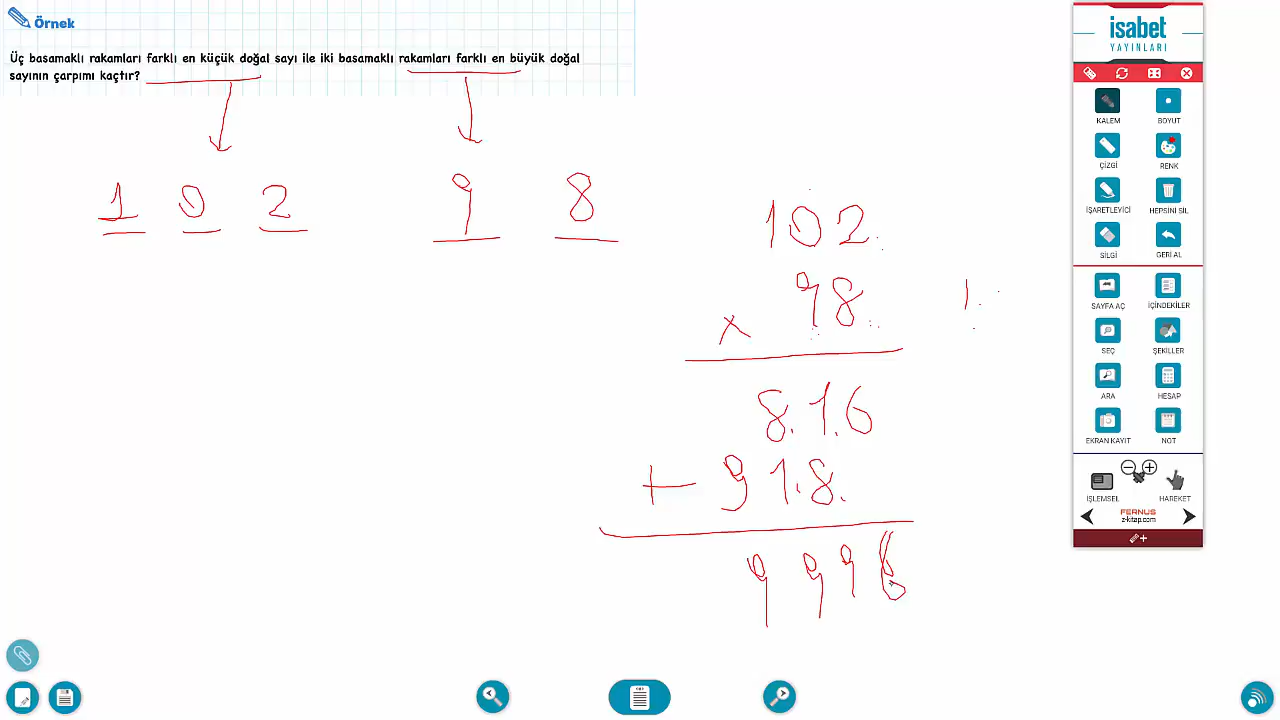 Örnek
Üç basamaklı rakamları farklı en küçük doğal sayı ile iki basamaklı rakamları farklı en büyük doğal
sayının çarpımı kaçtır?
1 0 2 9 8
102
x 98
816
+ 918
9996
1
isabet
YAYINLARI
KALEM BOYUT
ÇİZGİ RENK
İŞARETLEYİCİ HEPSİNİ SİL
SİLGİ GERİ AL
SAYFA AÇ İÇİNDEKİLER
SEÇ ŞEKİLLER
ARA HESAP
EKRAN KAYIT NOT
İŞLEMSEL HAREKET
FERNUS
z-kitap.com